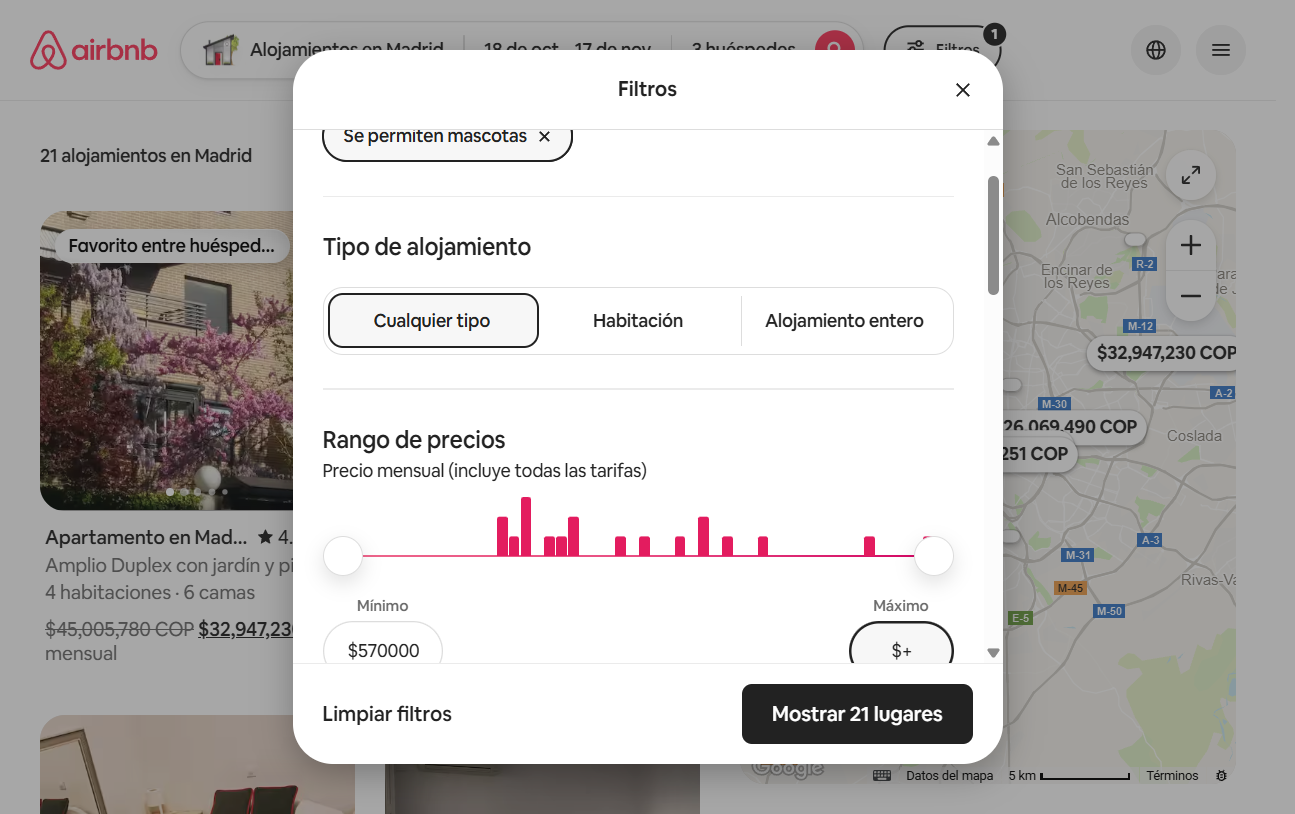 airbnb
Alojamientos en Madrid
18 de oct. – 17 de nov.
3 huéspedes
Filtros
1
Filtros
Se permiten mascotas
21 alojamientos en Madrid
Favorito entre huésped...
Tipo de alojamiento
Cualquier tipo
Habitación
Alojamiento entero
Rango de precios
Precio mensual (incluye todas las tarifas)
Mínimo
Máximo
$570000
$+
Limpiar filtros
Mostrar 21 lugares
Apartamento en Mad... ★ 4.
Amplio Duplex con jardín y pi
4 habitaciones · 6 camas
$45,005,780 COP $32,947,23
mensual
San Sebastián
de los Reyes
Alcobendas
R-2
Encinar de
los Reyes
M-12
$32,947,230 COP
A-2
M-30
26,069,490 COP
Coslada
251 COP
A-3
M-31
M-45
M-50
E-5
Google
Datos del mapa
5 km
Términos